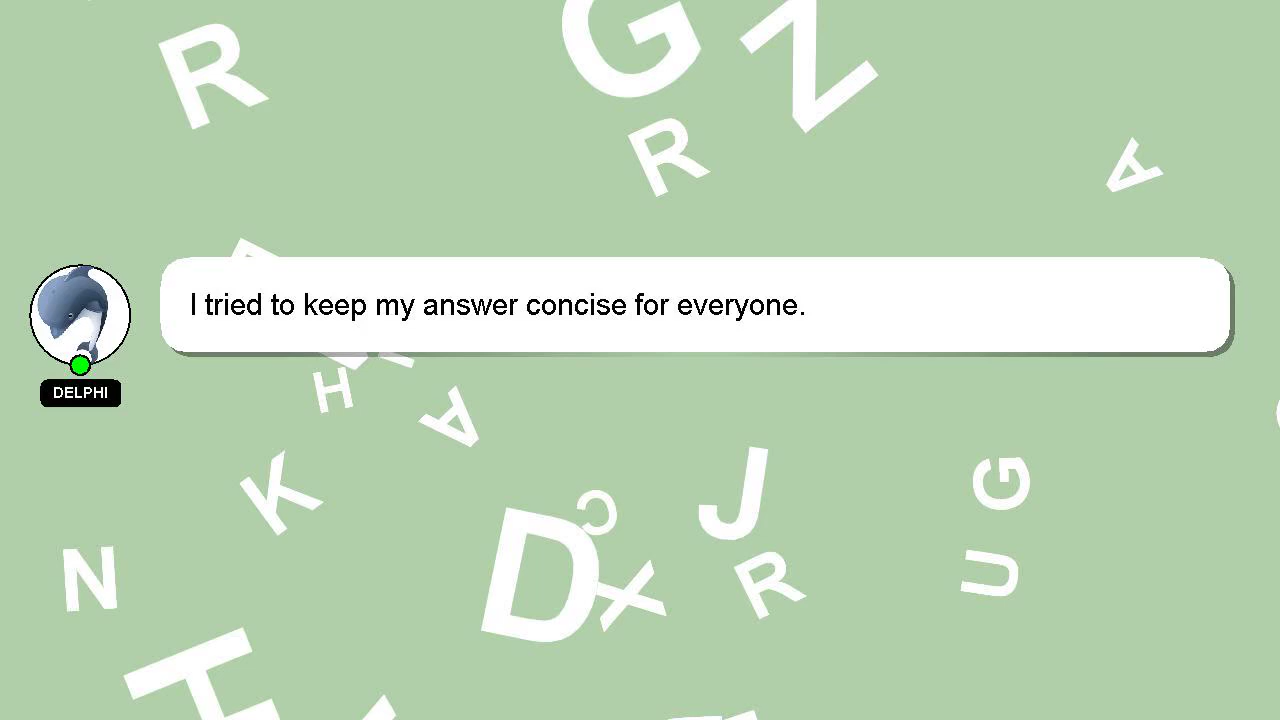 R
G
Z
R
A
I tried to keep my answer concise for everyone.
DELPHI
H
A
K
J
G
D
C
N
X
R
U